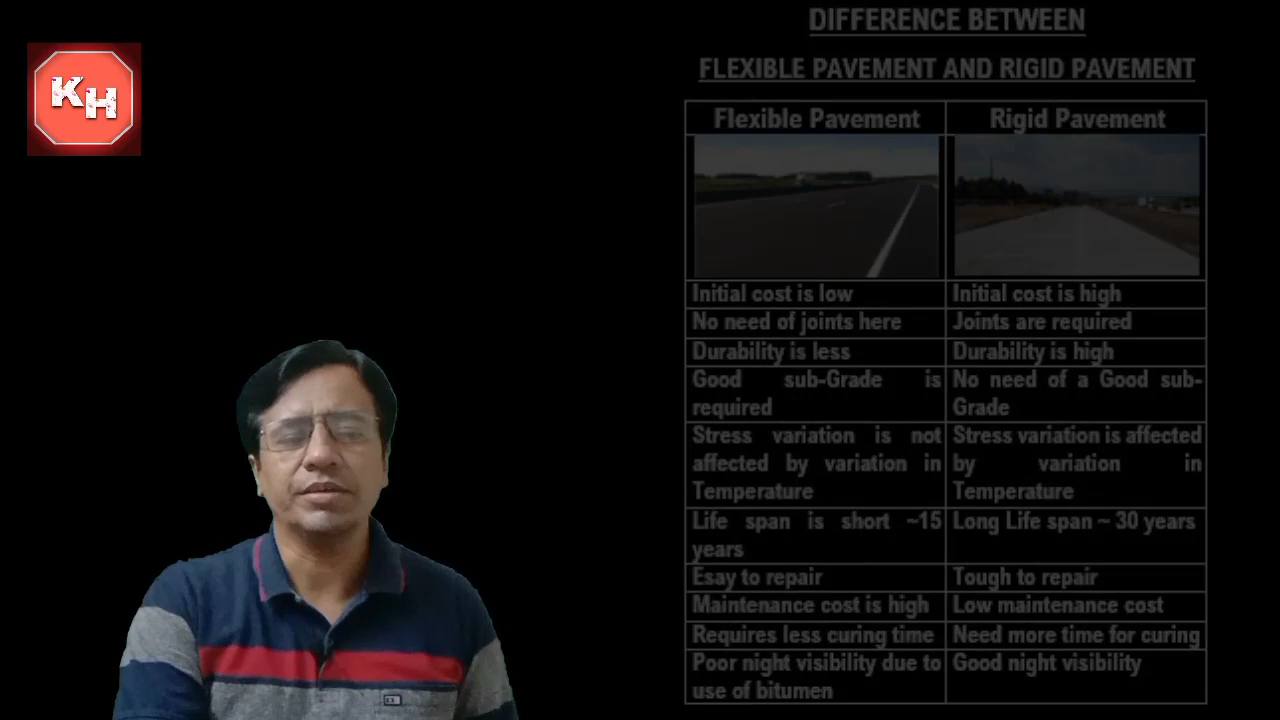 KH
DIFFERENCE BETWEEN
FLEXIBLE PAVEMENT AND RIGID PAVEMENT
Flexible Pavement
Rigid Pavement
Initial cost is low
Initial cost is high
No need of joints here
Joints are required
Durability is less
Durability is high
Good sub-Grade is
required
No need of a Good sub-
Grade
Stress variation is not
affected by variation in
Temperature
Stress variation is affected
by variation in
Temperature
Life span is short ~15
years
Long Life span ~ 30 years
Esay to repair
Tough to repair
Maintenance cost is high
Low maintenance cost
Requires less curing time
Need more time for curing
Poor night visibility due to
use of bitumen
Good night visibility